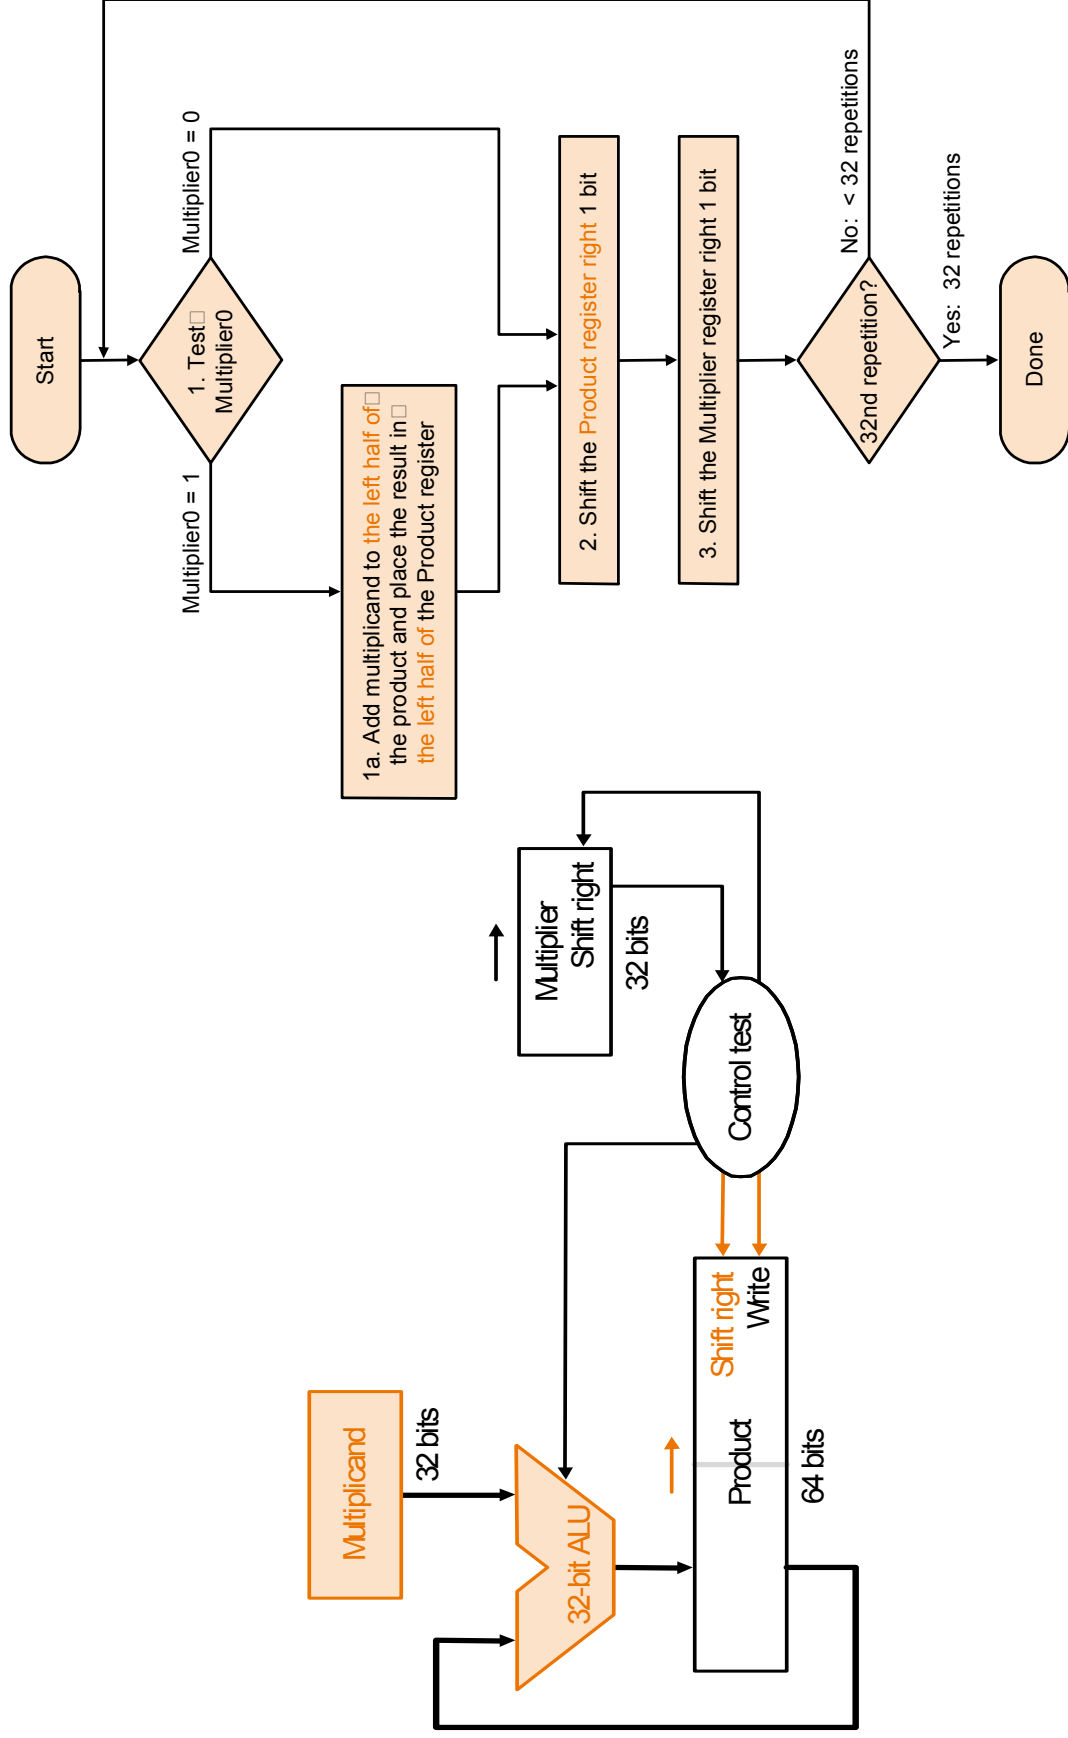 Start
1. Test
Multiplier0
Multiplier0 = 1
Multiplier0 = 0
1a. Add multiplicand to the left half of
the product and place the result in
the left half of the Product register
2. Shift the Product register right 1 bit
3. Shift the Multiplier register right 1 bit
32nd repetition?
No: < 32 repetitions
Yes: 32 repetitions
Done
Multiplicand
32 bits
32-bit ALU
Product
Shift right
Write
64 bits
Control test
Multiplier
Shift right
32 bits